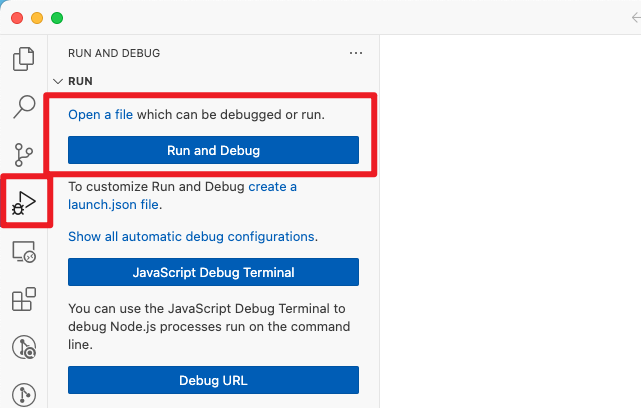 RUN AND DEBUG
RUN
Open a file which can be debugged or run.
Run and Debug
To customize Run and Debug create a
launch.json file.
Show all automatic debug configurations.
JavaScript Debug Terminal
You can use the JavaScript Debug Terminal to
debug Node.js processes run on the command
line.
Debug URL